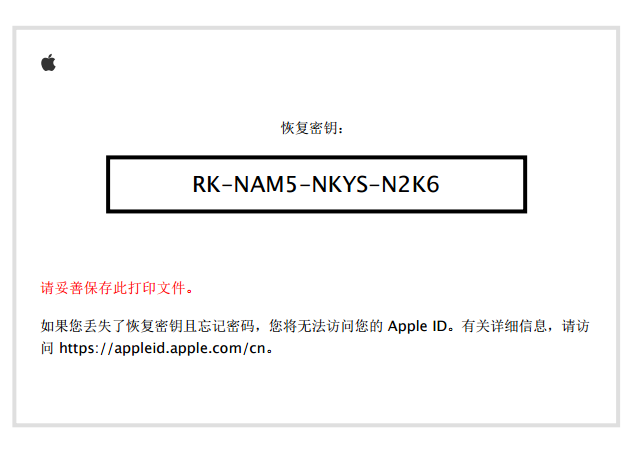 恢复密钥：
RK-NAM5-NKYS-N2K6
请妥善保存此打印文件。
如果您丢失了恢复密钥且忘记密码，您将无法访问您的 Apple ID。有关详细信息，请访
问 https://appleid.apple.com/cn。